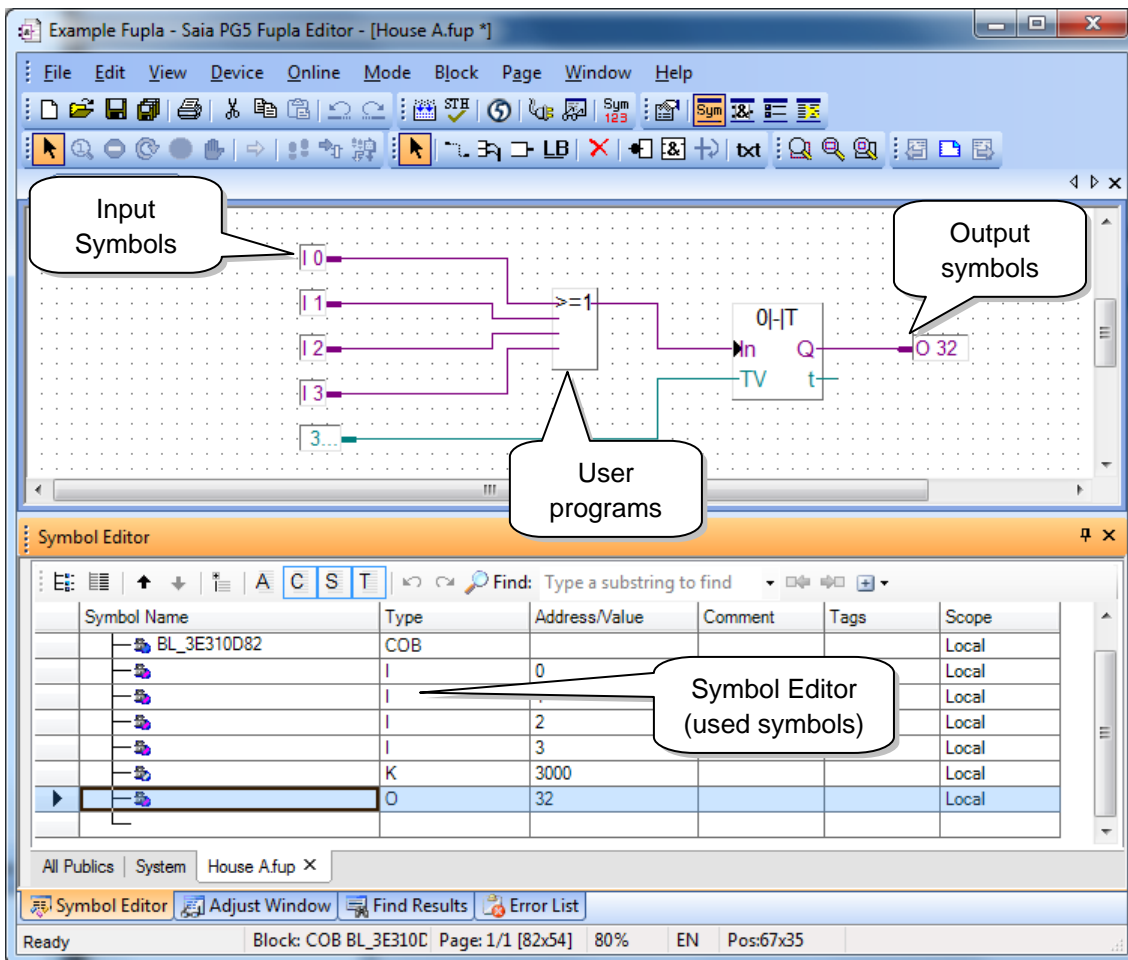 Example Fupla - Saia PG5 Fupla Editor - [House A.fup *]
File Edit View Device Online Mode Block Page Window Help
STH Sym 123 Sym
LB txt
Input
Symbols
Output
symbols
I 0
I 1
I 2
I 3
3...
>=1
0|-|T
In Q
TV t
O 32
User
programs
Symbol Editor
A C S T Find: Type a substring to find
Symbol Name Type Address/Value Comment Tags Scope
BL_3E310D82 COB Local
I 0 Local
I Local
I 2 Local
I 3 Local
K 3000 Local
O 32 Local
Symbol Editor
(used symbols)
All Publics System House A.fup
Symbol Editor Adjust Window Find Results Error List
Ready Block: COB BL_3E310D Page: 1/1 [82x54] 80% EN Pos:67x35